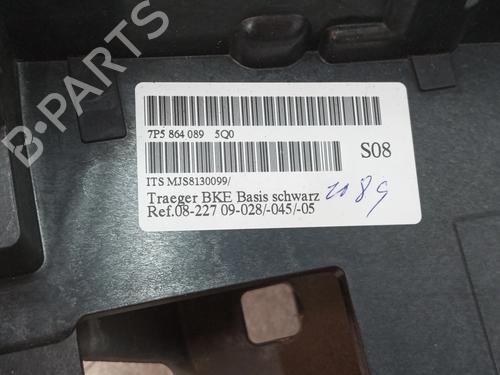 B-PARTS
7P5 864 089 5Q0
S08
ITS MJS8130099/
Traeger BKE Basis schwarz
Ref.08-227 09-028/-045/-05
2089